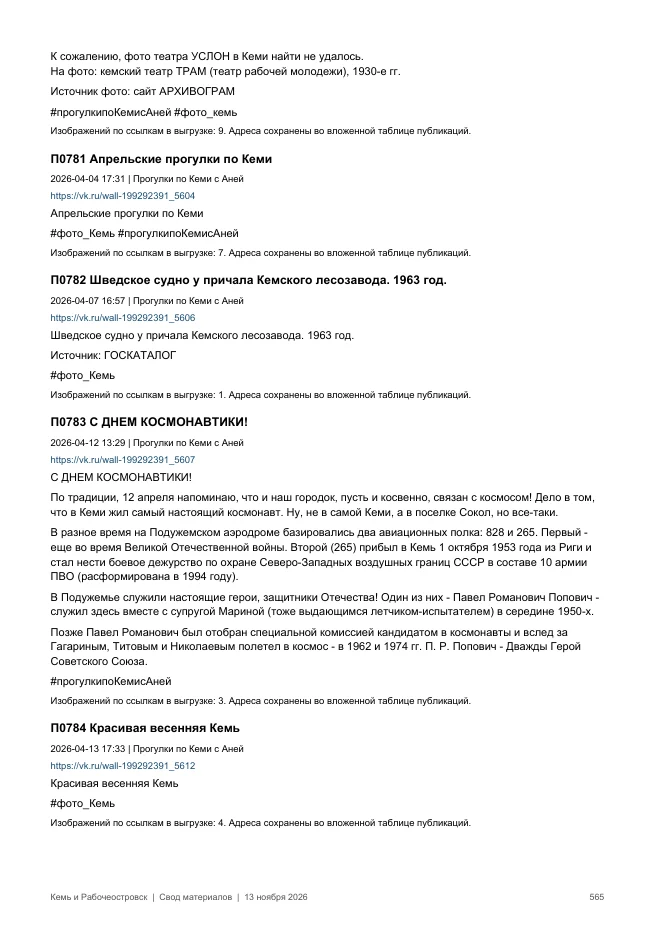 К сожалению, фото театра УСЛОН в Кеми найти не удалось.
На фото: кемский театр ТРАМ (театр рабочей молодежи), 1930-е гг.
Источник фото: сайт АРХИВОГРАМ
#прогулкипоКемисАней #фото_кемь
Изображений по ссылкам в выгрузке: 9. Адреса сохранены во вложенной таблице публикаций.
П0781 Апрельские прогулки по Кеми
2026-04-04 17:31 | Прогулки по Кеми с Аней
https://vk.ru/wall-199292391_5604
Апрельские прогулки по Кеми
#фото_Кемь #прогулкипоКемисАней
Изображений по ссылкам в выгрузке: 7. Адреса сохранены во вложенной таблице публикаций.
П0782 Шведское судно у причала Кемского лесозавода. 1963 год.
2026-04-07 16:57 | Прогулки по Кеми с Аней
https://vk.ru/wall-199292391_5606
Шведское судно у причала Кемского лесозавода. 1963 год.
Источник: ГОСКАТАЛОГ
#фото_Кемь
Изображений по ссылкам в выгрузке: 1. Адреса сохранены во вложенной таблице публикаций.
П0783 С ДНЕМ КОСМОНАВТИКИ!
2026-04-12 13:29 | Прогулки по Кеми с Аней
https://vk.ru/wall-199292391_5607
С ДНЕМ КОСМОНАВТИКИ!
По традиции, 12 апреля напоминаю, что и наш городок, пусть и косвенно, связан с космосом! Дело в том,
что в Кеми жил самый настоящий космонавт. Ну, не в самой Кеми, а в поселке Сокол, но все-таки.
В разное время на Подужемском аэродроме базировались два авиационных полка: 828 и 265. Первый -
еще во время Великой Отечественной войны. Второй (265) прибыл в Кемь 1 октября 1953 года из Риги и
стал нести боевое дежурство по охране Северо-Западных воздушных границ СССР в составе 10 армии
ПВО (расформирована в 1994 году).
В Подужемье служили настоящие герои, защитники Отечества! Один из них - Павел Романович Попович -
служил здесь вместе с супругой Мариной (тоже выдающимся летчиком-испытателем) в середине 1950-х.
Позже Павел Романович был отобран специальной комиссией кандидатом в космонавты и вслед за
Гагариным, Титовым и Николаевым полетел в космос - в 1962 и 1974 гг. П. Р. Попович - Дважды Герой
Советского Союза.
#прогулкипоКемисАней
Изображений по ссылкам в выгрузке: 3. Адреса сохранены во вложенной таблице публикаций.
П0784 Красивая весенняя Кемь
2026-04-13 17:33 | Прогулки по Кеми с Аней
https://vk.ru/wall-199292391_5612
Красивая весенняя Кемь
#фото_Кемь
Изображений по ссылкам в выгрузке: 4. Адреса сохранены во вложенной таблице публикаций.
Кемь и Рабочеостровск | Свод материалов | 13 ноября 2026 565